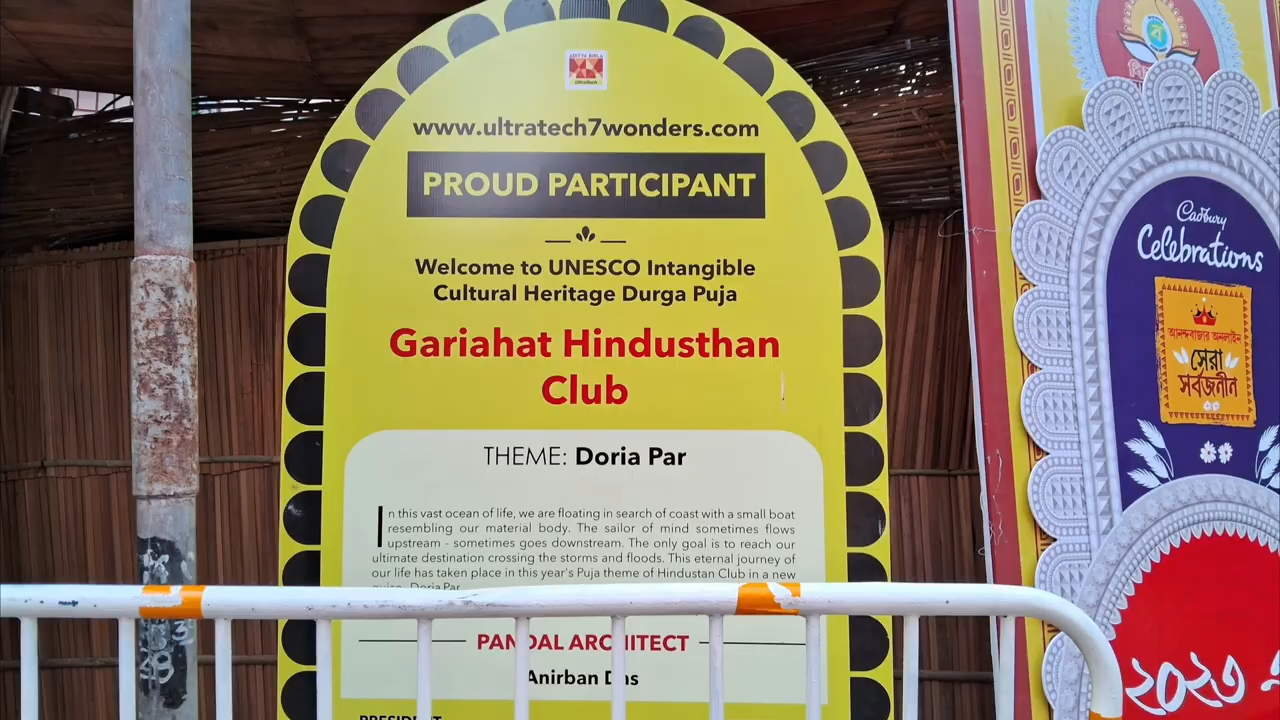 ADITYA BIRLA
UltraTech
www.ultratech7wonders.com
PROUD PARTICIPANT
Welcome to UNESCO Intangible
Cultural Heritage Durga Puja
Gariahat Hindusthan
Club
THEME: Doria Par
In this vast ocean of life, we are floating in search of coast with a small boat
resembling our material body. The sailor of mind sometimes flows
upstream - sometimes goes downstream. The only goal is to reach our
ultimate destination crossing the storms and floods. This eternal journey of
our life has taken place in this year's Puja theme of Hindustan Club in a new
guise- Doria Par
PANDAL ARCHITECT
Anirban Das
PRESIDENT
Cadbury
Celebrations
আনন্দবাজার অনলাইন
সেরা
সর্বজনীন
২০২৩